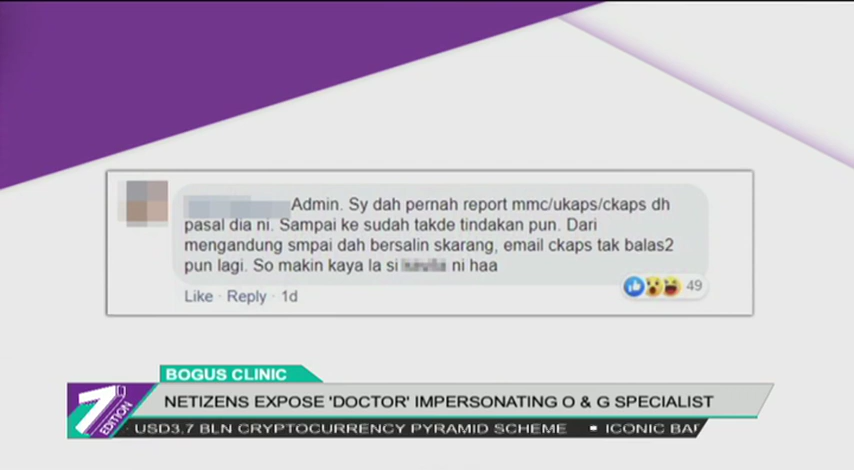 Admin. Sy dah pernah report mmc/ukaps/ckaps dh
pasal dia ni. Sampai ke sudah takde tindakan pun. Dari
mengandung smpai dah bersalin skarang, email ckaps tak balas2
pun lagi. So makin kaya la si ni haa
Like · Reply · 1d
49
BOGUS CLINIC
7 EDITION
NETIZENS EXPOSE 'DOCTOR' IMPERSONATING O & G SPECIALIST
USD3.7 BLN CRYPTOCURRENCY PYRAMID SCHEME ▪ ICONIC